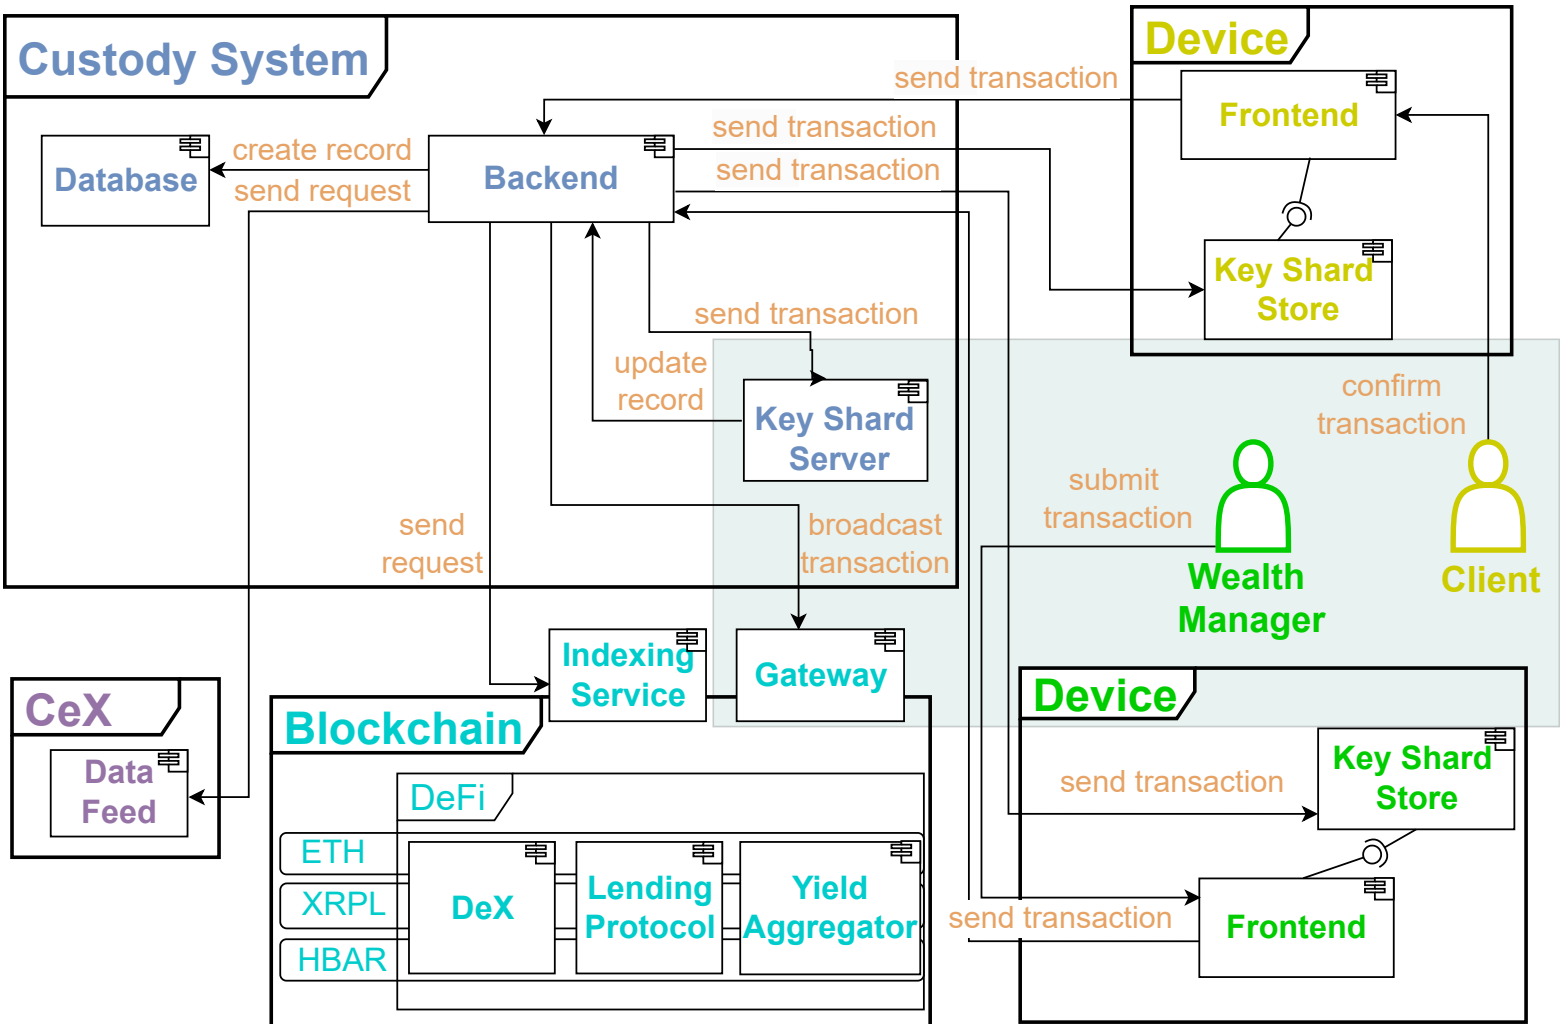 Custody System
Device
send transaction
Frontend
send transaction
create record
send transaction
Database
Backend
send request
Key Shard
Store
send transaction
update
record
Key Shard
Server
confirm
transaction
submit
transaction
send
request
broadcast
transaction
Wealth
Manager
Client
Indexing
Service
Gateway
CeX
Data
Feed
Blockchain
Device
Key Shard
Store
send transaction
DeFi
ETH
XRPL
HBAR
DeX
Lending
Protocol
Yield
Aggregator
send transaction
Frontend